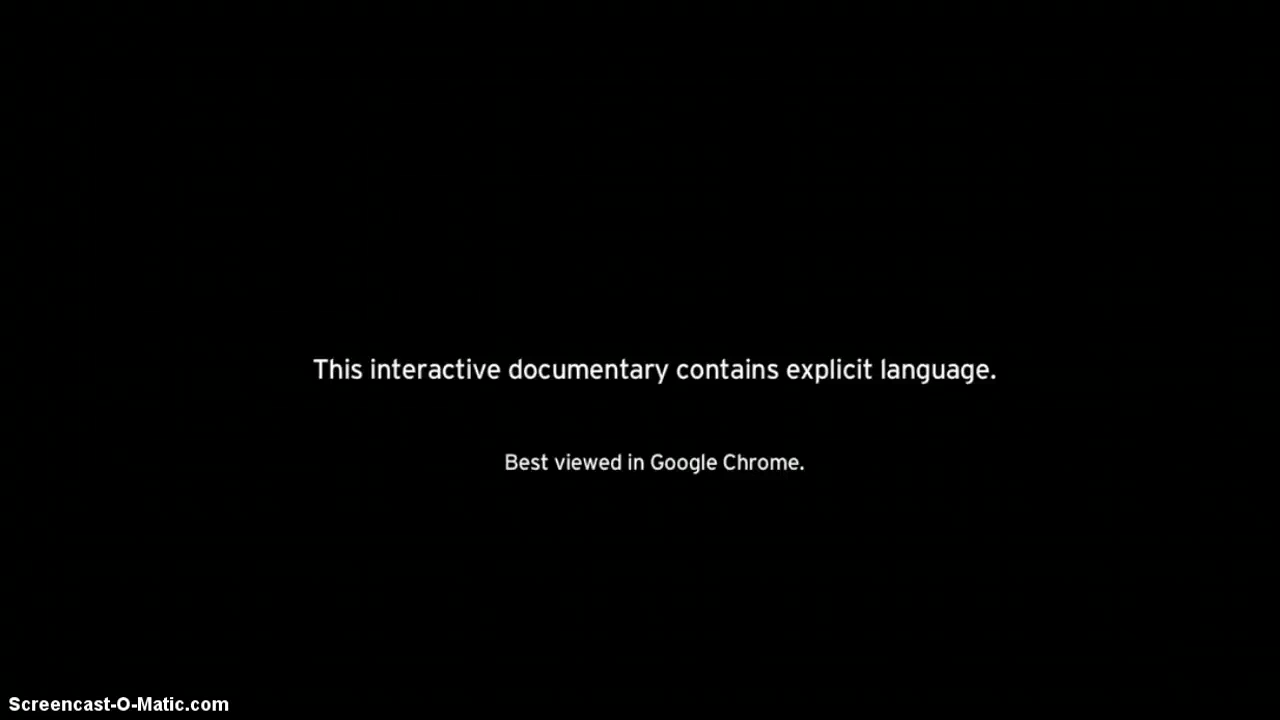 This interactive documentary contains explicit language.
Best viewed in Google Chrome.
Screencast-O-Matic.com